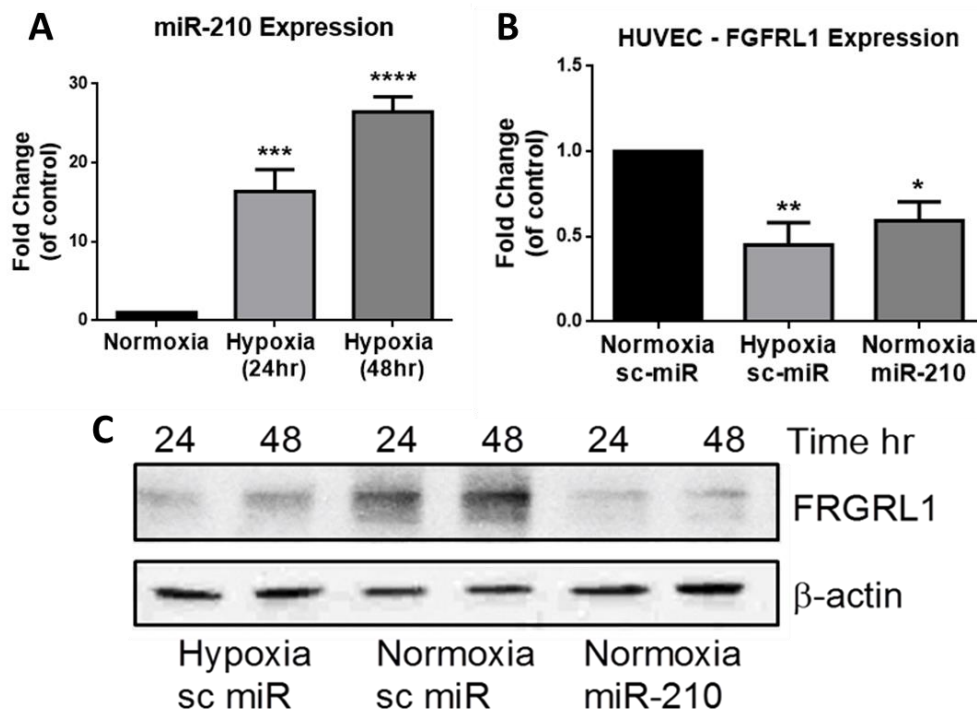 A
miR-210 Expression
Fold Change
(of control)
30
20
10
0
***
****
Normoxia
Hypoxia
(24hr)
Hypoxia
(48hr)
B
HUVEC - FGFRL1 Expression
Fold Change
(of control)
1.5
1.0
0.5
0.0
**
*
Normoxia
sc-miR
Hypoxia
sc-miR
Normoxia
miR-210
C
24 48 24 48 24 48 Time hr
FRGRL1
β-actin
Hypoxia
sc miR
Normoxia
sc miR
Normoxia
miR-210